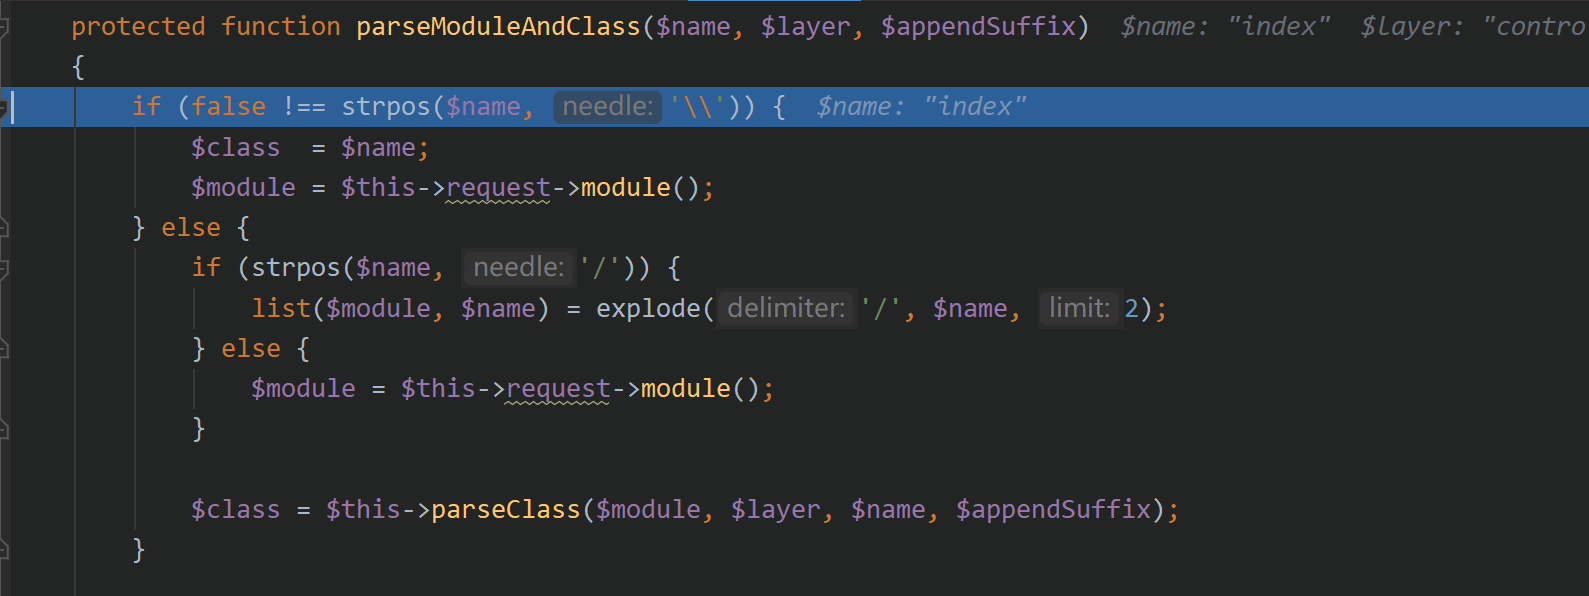 protected function parseModuleAndClass($name, $layer, $appendSuffix)  $name: "index"  $layer: "contro
{
if (false !== strpos($name, needle: '\\')) {  $name: "index"
$class  = $name;
$module = $this->request->module();
} else {
if (strpos($name, needle: '/')) {
list($module, $name) = explode( delimiter: '/', $name, limit: 2);
} else {
$module = $this->request->module();
}
$class = $this->parseClass($module, $layer, $name, $appendSuffix);
}